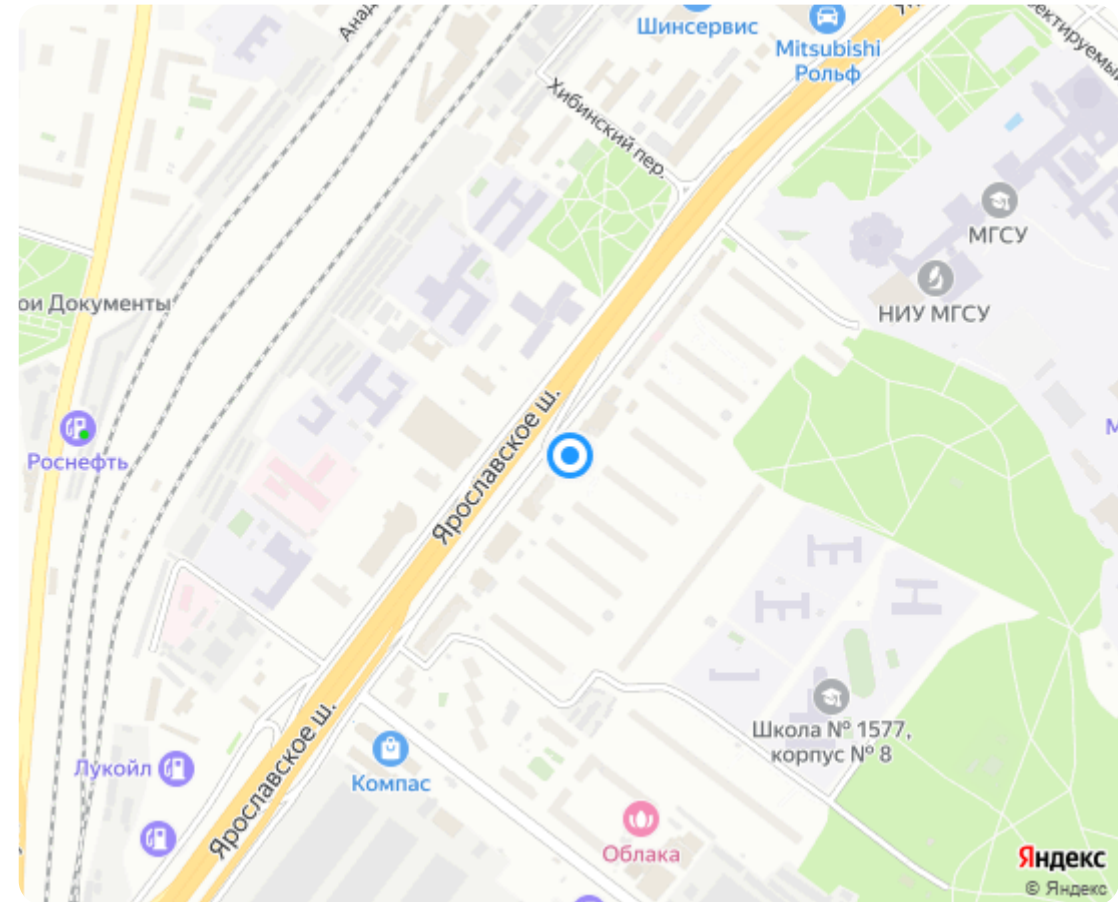 Шинсервис
Mitsubishi
Рольф
Хибинский пер.
МГСУ
НИУ МГСУ
ои Документы
Роснефть
Ярославское ш.
Школа № 1577,
корпус № 8
Лукойл
Компас
Ярославское ш.
Облака
Яндекс
© Яндекс